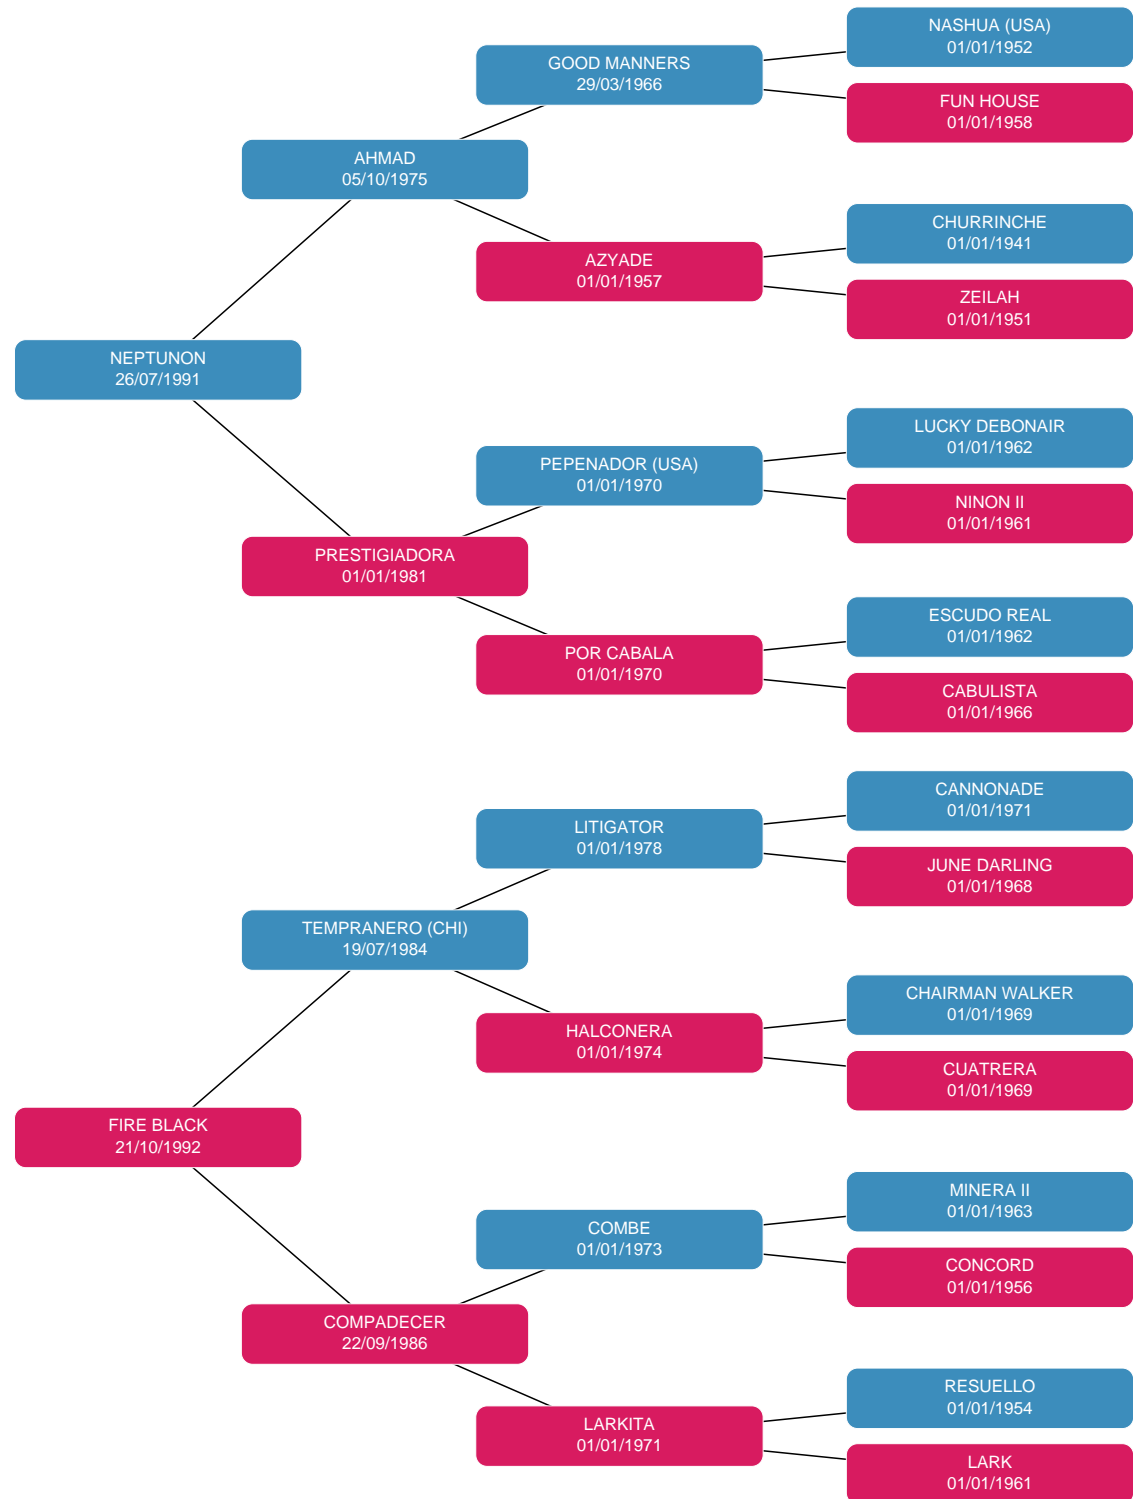 NASHUA (USA)
01/01/1952
GOOD MANNERS
29/03/1966
FUN HOUSE
01/01/1958
AHMAD
05/10/1975
CHURRINCHE
01/01/1941
AZYADE
01/01/1957
ZEILAH
01/01/1951
NEPTUNON
26/07/1991
LUCKY DEBONAIR
01/01/1962
PEPENADOR (USA)
01/01/1970
NINON II
01/01/1961
PRESTIGIADORA
01/01/1981
ESCUDO REAL
01/01/1962
POR CABALA
01/01/1970
CABULISTA
01/01/1966
CANNONADE
01/01/1971
LITIGATOR
01/01/1978
JUNE DARLING
01/01/1968
TEMPRANERO (CHI)
19/07/1984
CHAIRMAN WALKER
01/01/1969
HALCONERA
01/01/1974
CUATRERA
01/01/1969
FIRE BLACK
21/10/1992
MINERA II
01/01/1963
COMBE
01/01/1973
CONCORD
01/01/1956
COMPADECER
22/09/1986
RESUELLO
01/01/1954
LARKITA
01/01/1971
LARK
01/01/1961